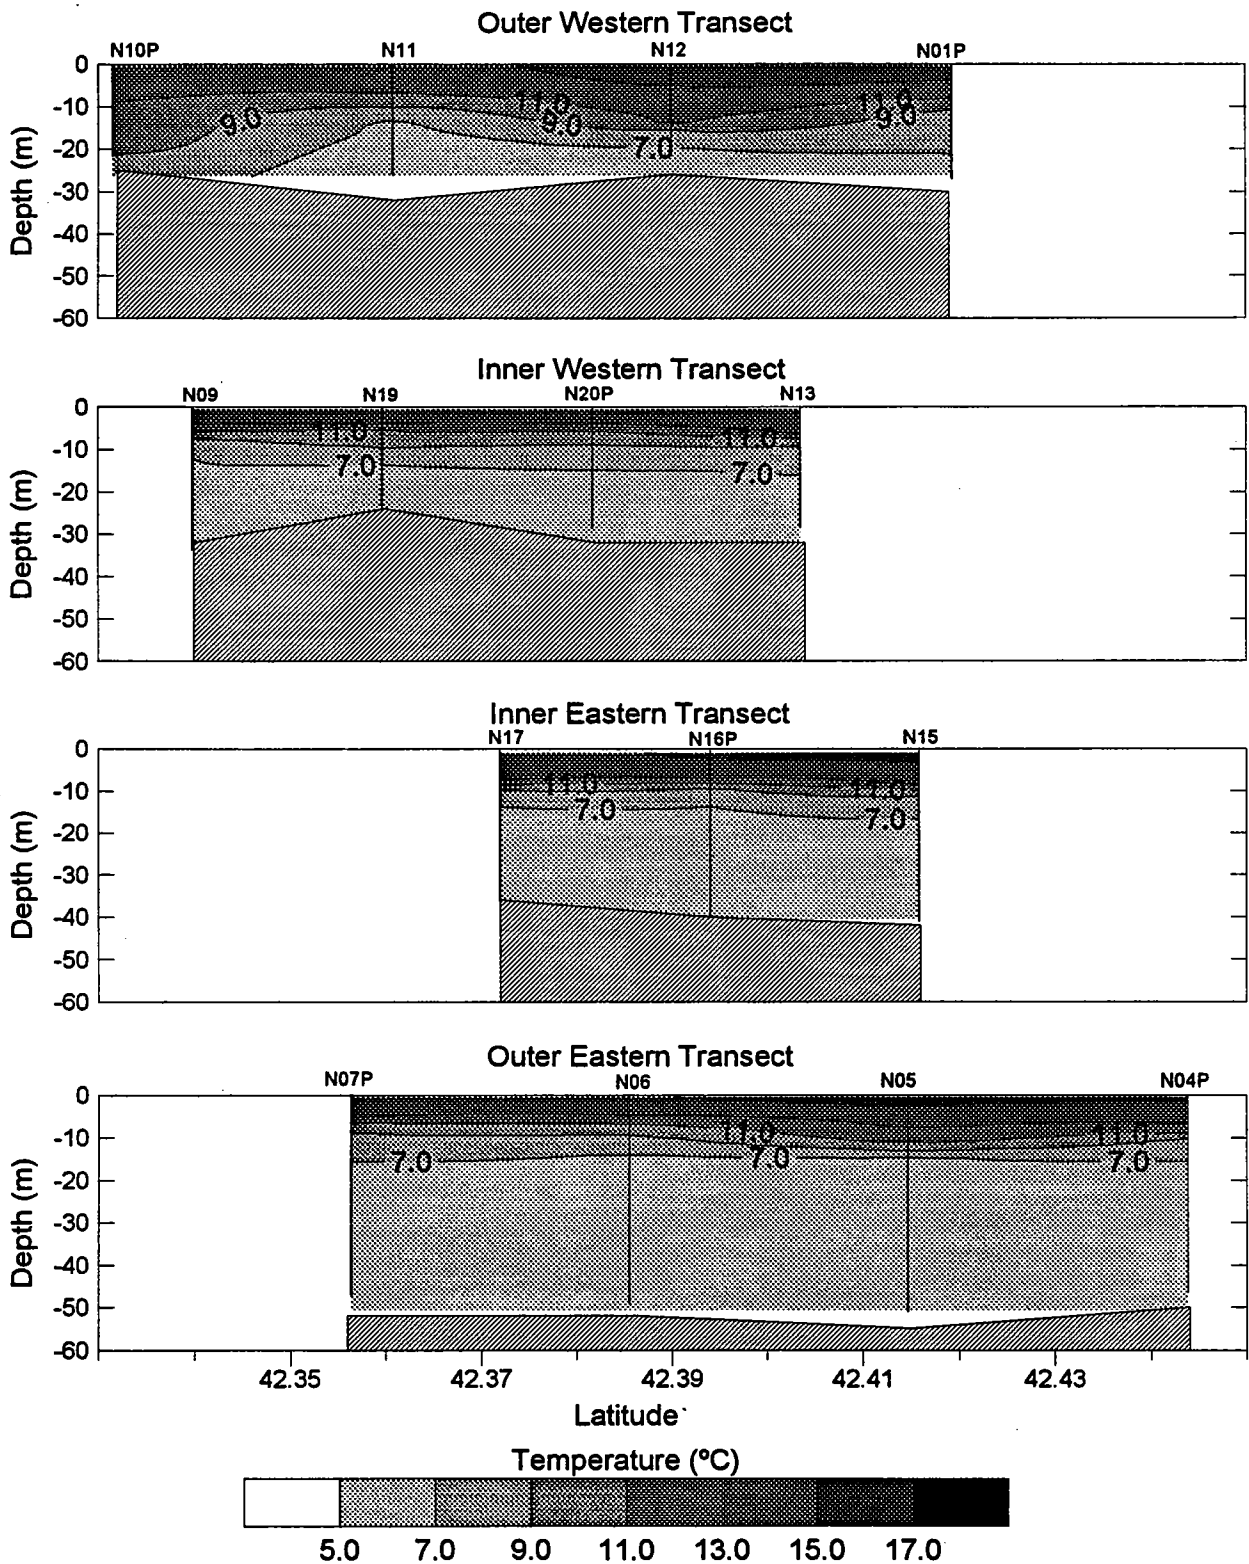 Outer Western Transect
N10P N11 N12 N01P
0
-10
-20
-30
-40
-50
-60
Depth (m)
9.0 11.0 9.0 7.0 11.0 9.0
Inner Western Transect
N09 N19 N20P N13
0
-10
-20
-30
-40
-50
-60
Depth (m)
11.0 11.0
7.0 7.0
Inner Eastern Transect
N17 N16P N15
0
-10
-20
-30
-40
-50
-60
Depth (m)
11.0 11.0
7.0 7.0
Outer Eastern Transect
N07P N06 N05 N04P
0
-10
-20
-30
-40
-50
-60
Depth (m)
11.0 11.0
7.0 7.0 7.0
42.35 42.37 42.39 42.41 42.43
Latitude
Temperature (ºC)
5.0 7.0 9.0 11.0 13.0 15.0 17.0